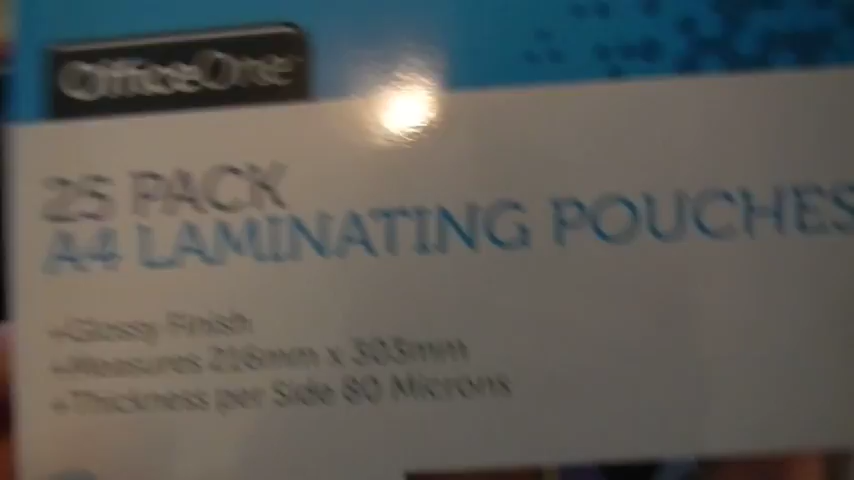 OfficeOne
25 PACK
A4 LAMINATING POUCHES
•Glossy Finish
•Measures 216mm x 303mm
•Thickness per Side 80 Microns